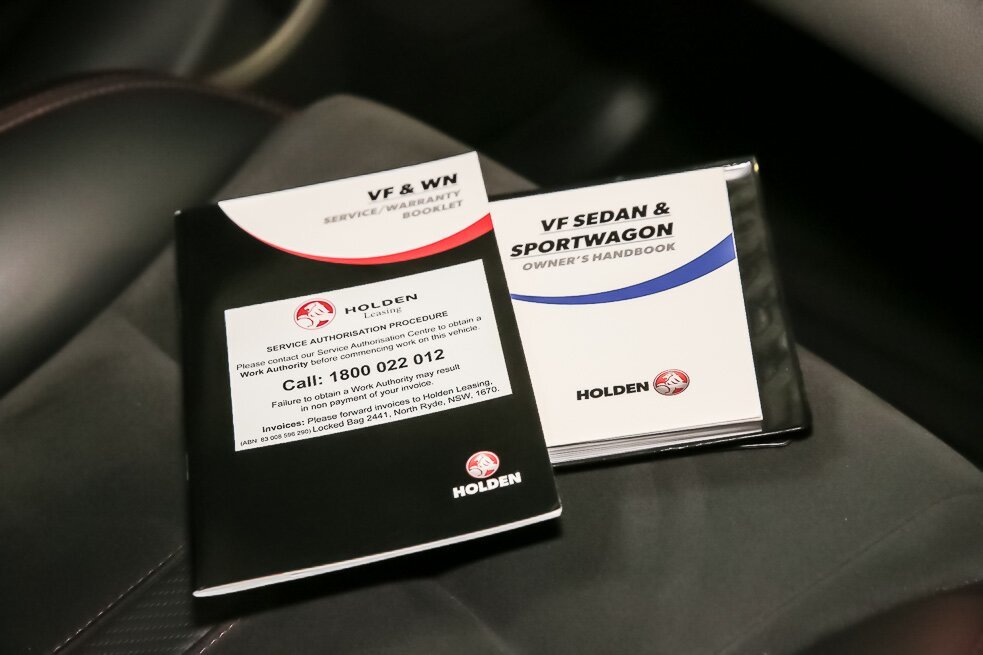 VF & WN
SERVICE/WARRANTY
BOOKLET
HOLDEN
Leasing
SERVICE AUTHORISATION PROCEDURE
Please contact our Service Authorisation Centre to obtain a
Work Authority before commencing work on this vehicle.
Call: 1800 022 012
Failure to obtain a Work Authority may result
in non payment of your invoice.
Invoices: Please forward invoices to Holden Leasing,
(ABN 83 008 596 290) Locked Bag 2441, North Ryde, NSW, 1670.
HOLDEN
VF SEDAN &
SPORTWAGON
OWNER'S HANDBOOK
HOLDEN